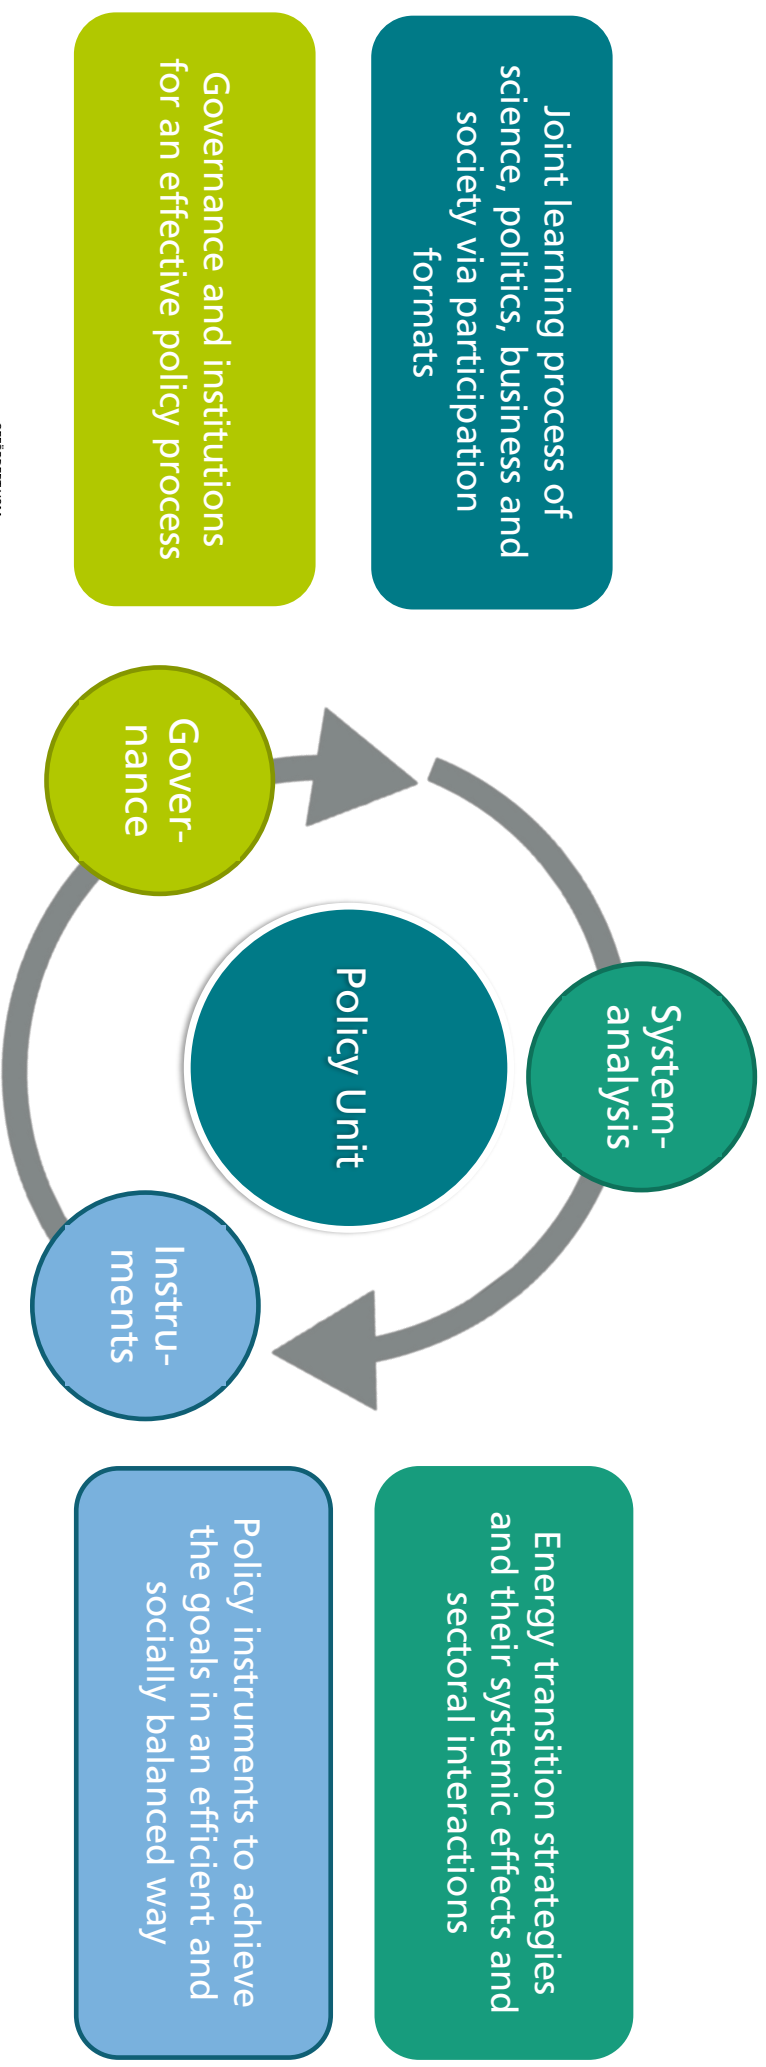 Joint learning process of
science, politics, business and
society via participation
formats
Governance and institutions
for an effective policy process
System-
analysis
Policy Unit
Gover-
nance
Instru-
ments
Energy transition strategies
and their systemic effects and
sectoral interactions
Policy instruments to achieve
the goals in an efficient and
socially balanced way